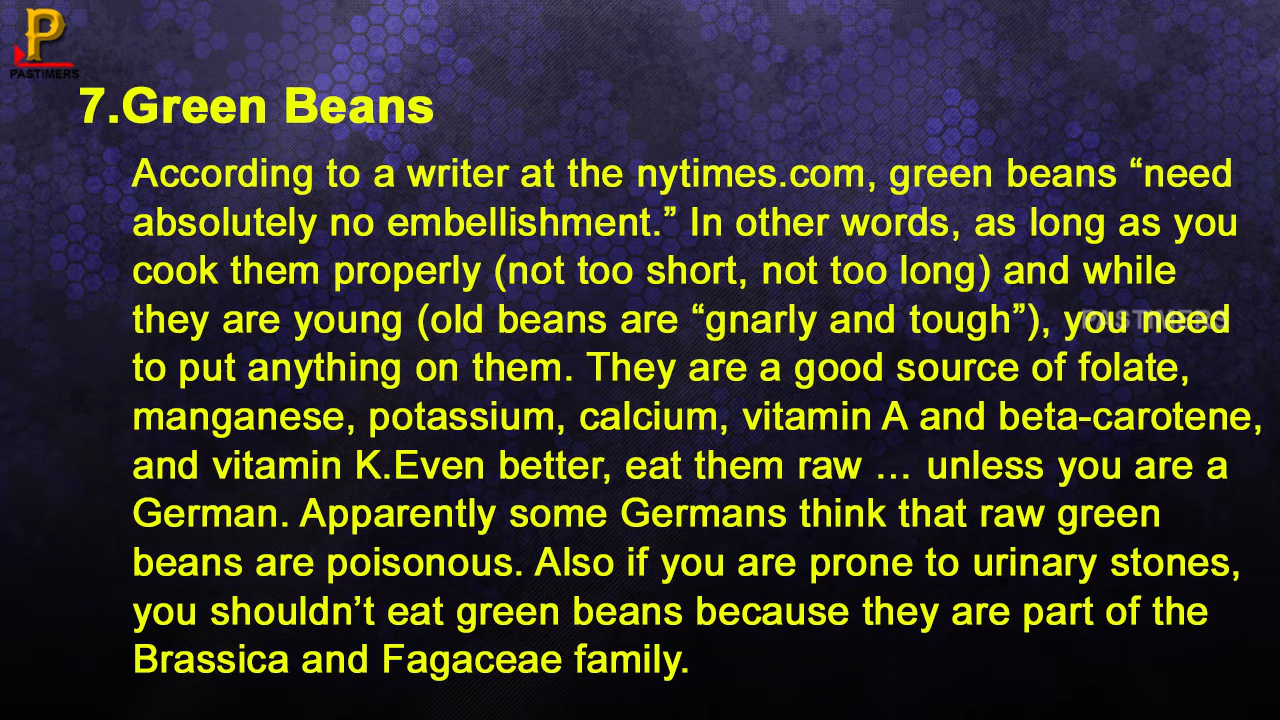 P
PASTIMERS
7.Green Beans
According to a writer at the nytimes.com, green beans “need
absolutely no embellishment.” In other words, as long as you
cook them properly (not too short, not too long) and while
they are young (old beans are “gnarly and tough”), you need
PASTIMERS
to put anything on them. They are a good source of folate,
manganese, potassium, calcium, vitamin A and beta-carotene,
and vitamin K.Even better, eat them raw … unless you are a
German. Apparently some Germans think that raw green
beans are poisonous. Also if you are prone to urinary stones,
you shouldn’t eat green beans because they are part of the
Brassica and Fagaceae family.